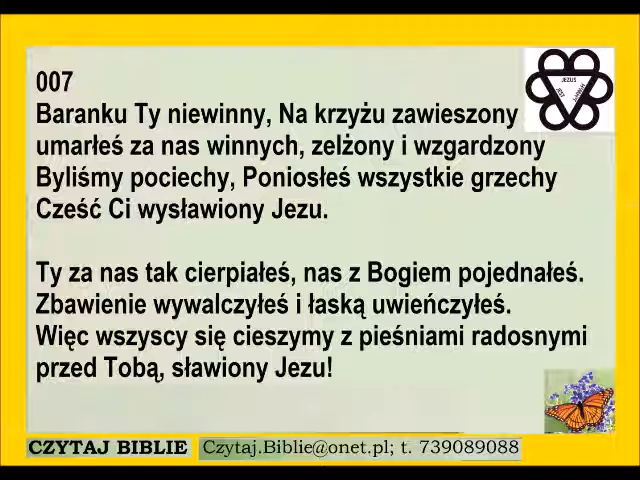 007
Baranku Ty niewinny, Na krzyżu zawieszony
umarłeś za nas winnych, zelżony i wzgardzony
Byliśmy pociechy, Poniosłeś wszystkie grzechy
Cześć Ci wysławiony Jezu.
Ty za nas tak cierpiałeś, nas z Bogiem pojednałeś.
Zbawienie wywalczyłeś i łaską uwieńczyłeś.
Więc wszyscy się cieszymy z pieśniami radosnymi
przed Tobą, sławiony Jezu!
JEZUS
JEST
CZYTAJ BIBLIE Czytaj.Biblie@onet.pl; t. 739089088